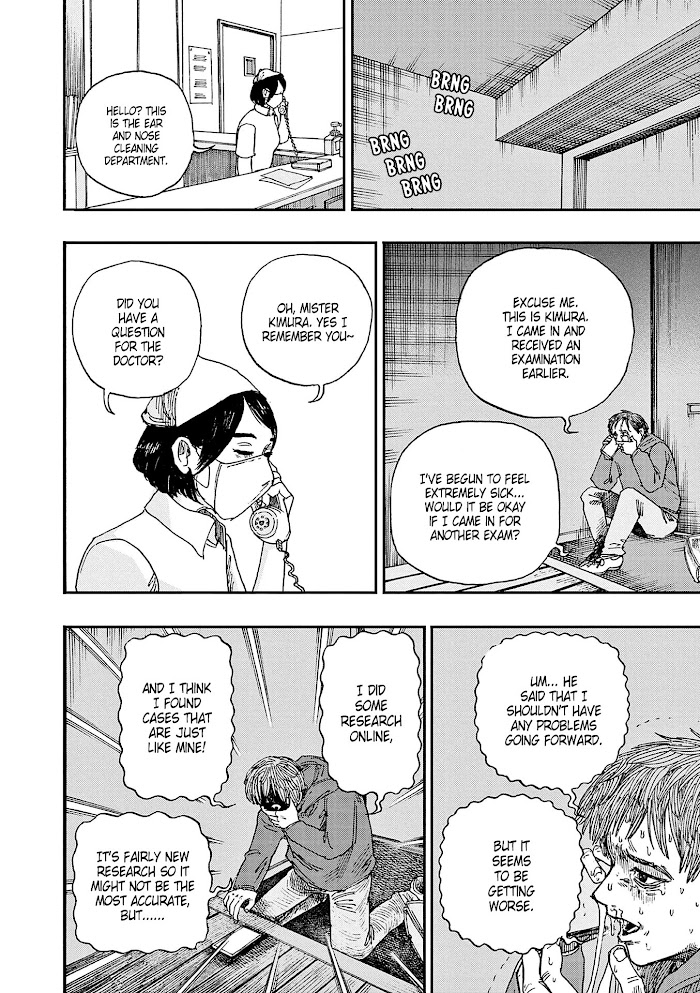 BRNG
BRNG
BRNG
BRNG
BRNG
HELLO? THIS
IS THE EAR
AND NOSE
CLEANING
DEPARTMENT.
EXCUSE ME.
THIS IS KIMURA.
I CAME IN AND
RECEIVED AN
EXAMINATION
EARLIER.
I'VE BEGUN TO FEEL
EXTREMELY SICK...
WOULD IT BE OKAY
IF I CAME IN FOR
ANOTHER EXAM?
OH, MISTER
KIMURA. YES I
REMEMBER YOU~
DID YOU
HAVE A
QUESTION
FOR THE
DOCTOR?
UM... HE
SAID THAT I
SHOULDN'T HAVE
ANY PROBLEMS
GOING FORWARD.
BUT IT
SEEMS
TO BE
GETTING
WORSE.
I DID
SOME
RESEARCH
ONLINE,
AND I THINK
I FOUND
CASES THAT
ARE JUST
LIKE MINE!
IT'S FAIRLY NEW
RESEARCH SO IT
MIGHT NOT BE THE
MOST ACCURATE,
BUT......